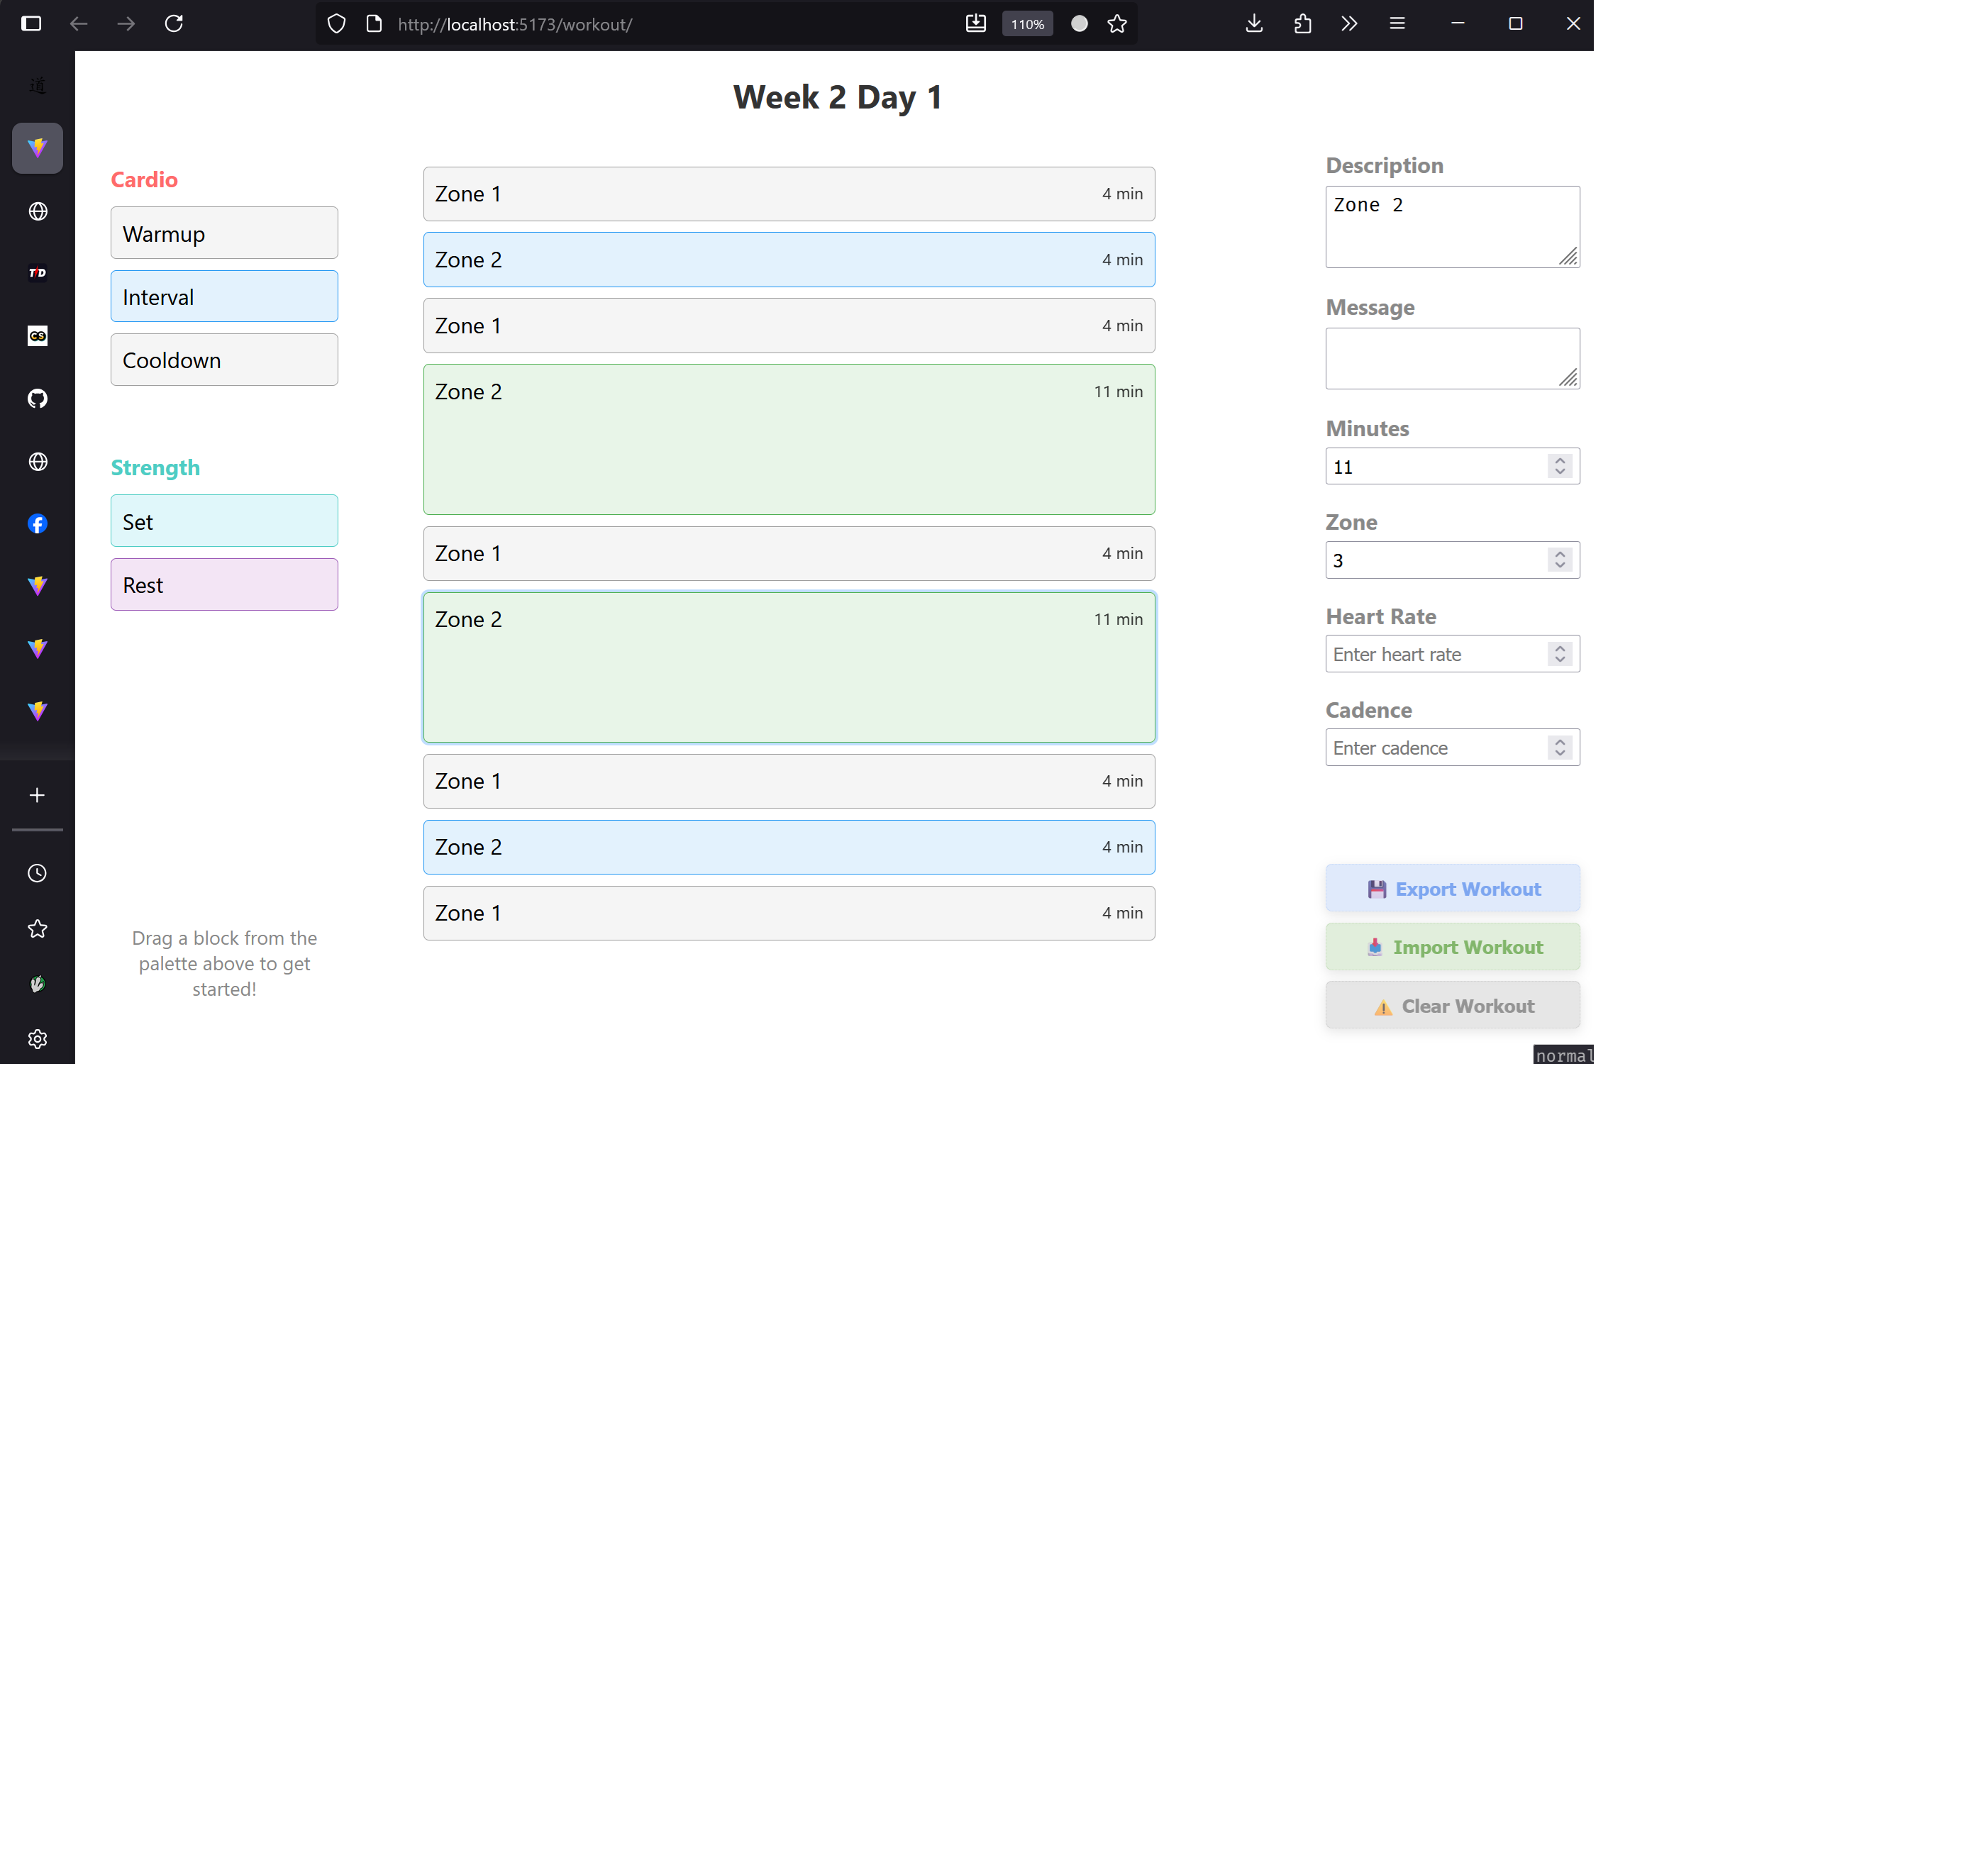 http://localhost:5173/workout/
110%
道
TTD
Week 2 Day 1
Cardio
Warmup
Interval
Cooldown
Strength
Set
Rest
Drag a block from the
palette above to get
started!
Zone 1 4 min
Zone 2 4 min
Zone 1 4 min
Zone 2 11 min
Zone 1 4 min
Zone 2 11 min
Zone 1 4 min
Zone 2 4 min
Zone 1 4 min
Description
Zone 2
Message
Minutes
11
Zone
3
Heart Rate
Enter heart rate
Cadence
Enter cadence
Export Workout
Import Workout
Clear Workout
normal